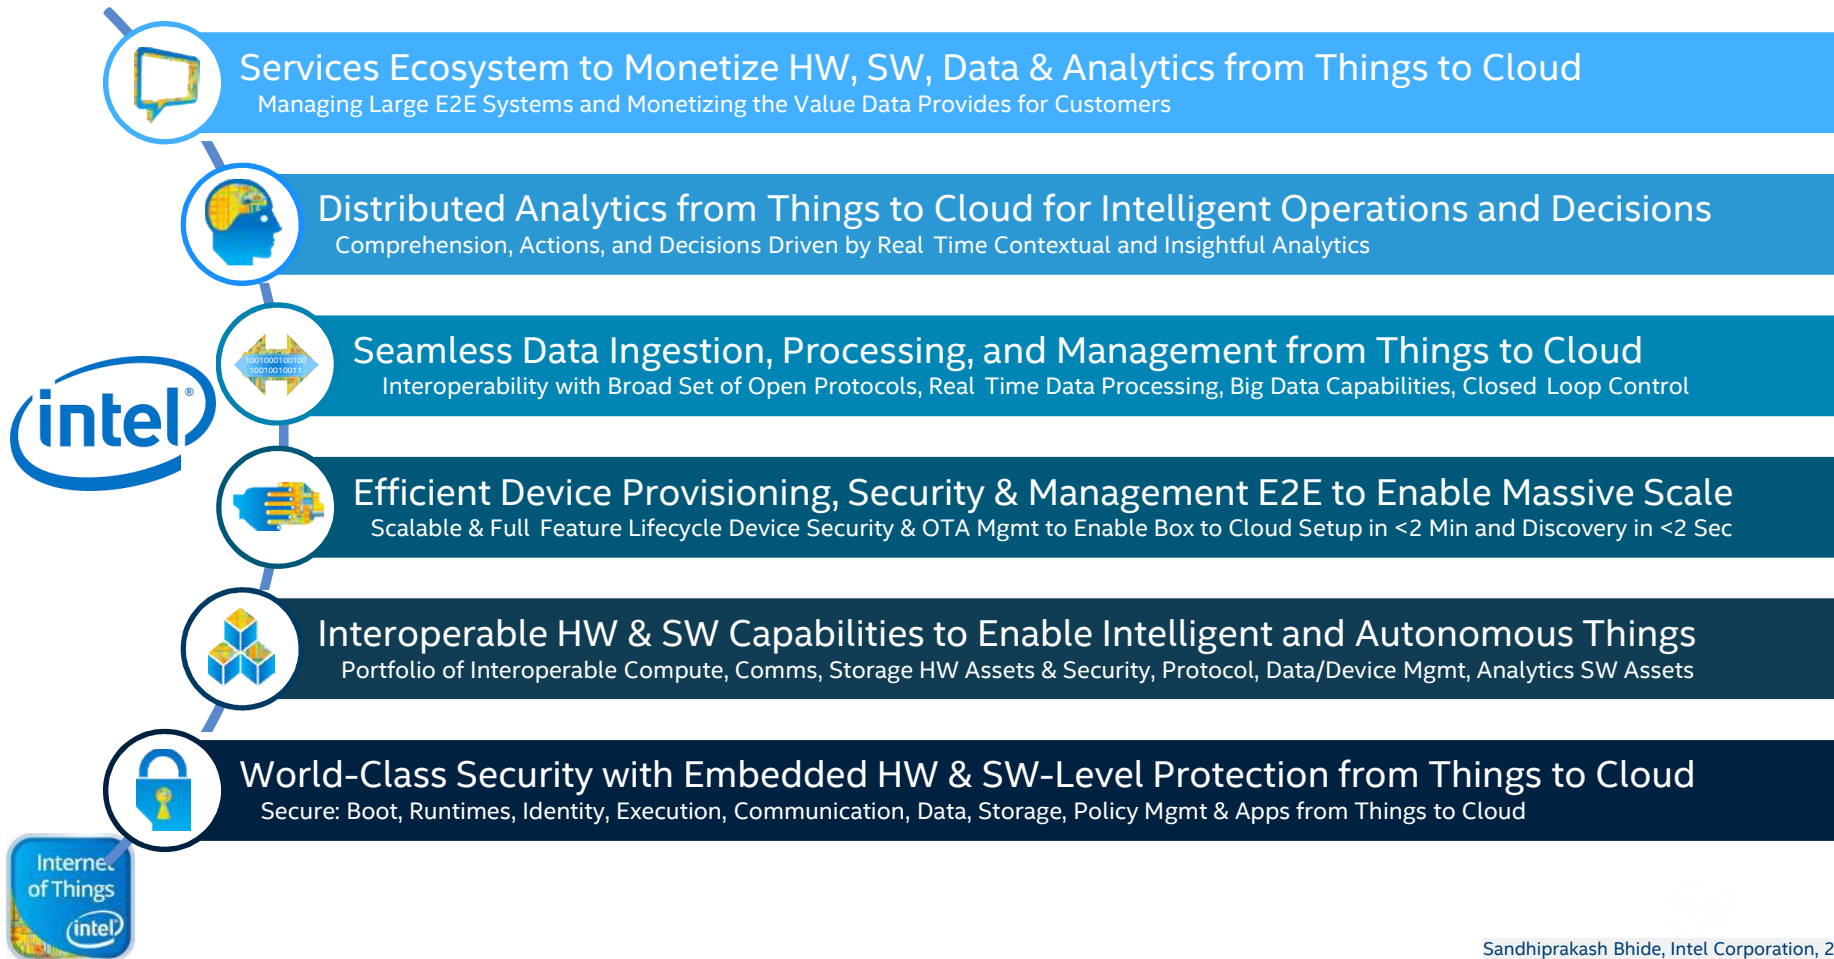 Services Ecosystem to Monetize HW, SW, Data & Analytics from Things to Cloud
Managing Large E2E Systems and Monetizing the Value Data Provides for Customers
Distributed Analytics from Things to Cloud for Intelligent Operations and Decisions
Comprehension, Actions, and Decisions Driven by Real Time Contextual and Insightful Analytics
1001000100100
10010010011
Seamless Data Ingestion, Processing, and Management from Things to Cloud
Interoperability with Broad Set of Open Protocols, Real Time Data Processing, Big Data Capabilities, Closed Loop Control
intel®
Efficient Device Provisioning, Security & Management E2E to Enable Massive Scale
Scalable & Full Feature Lifecycle Device Security & OTA Mgmt to Enable Box to Cloud Setup in <2 Min and Discovery in <2 Sec
Interoperable HW & SW Capabilities to Enable Intelligent and Autonomous Things
Portfolio of Interoperable Compute, Comms, Storage HW Assets & Security, Protocol, Data/Device Mgmt, Analytics SW Assets
World-Class Security with Embedded HW & SW-Level Protection from Things to Cloud
Secure: Boot, Runtimes, Identity, Execution, Communication, Data, Storage, Policy Mgmt & Apps from Things to Cloud
Internet
of Things
intel
Sandhiprakash Bhide, Intel Corporation, 2